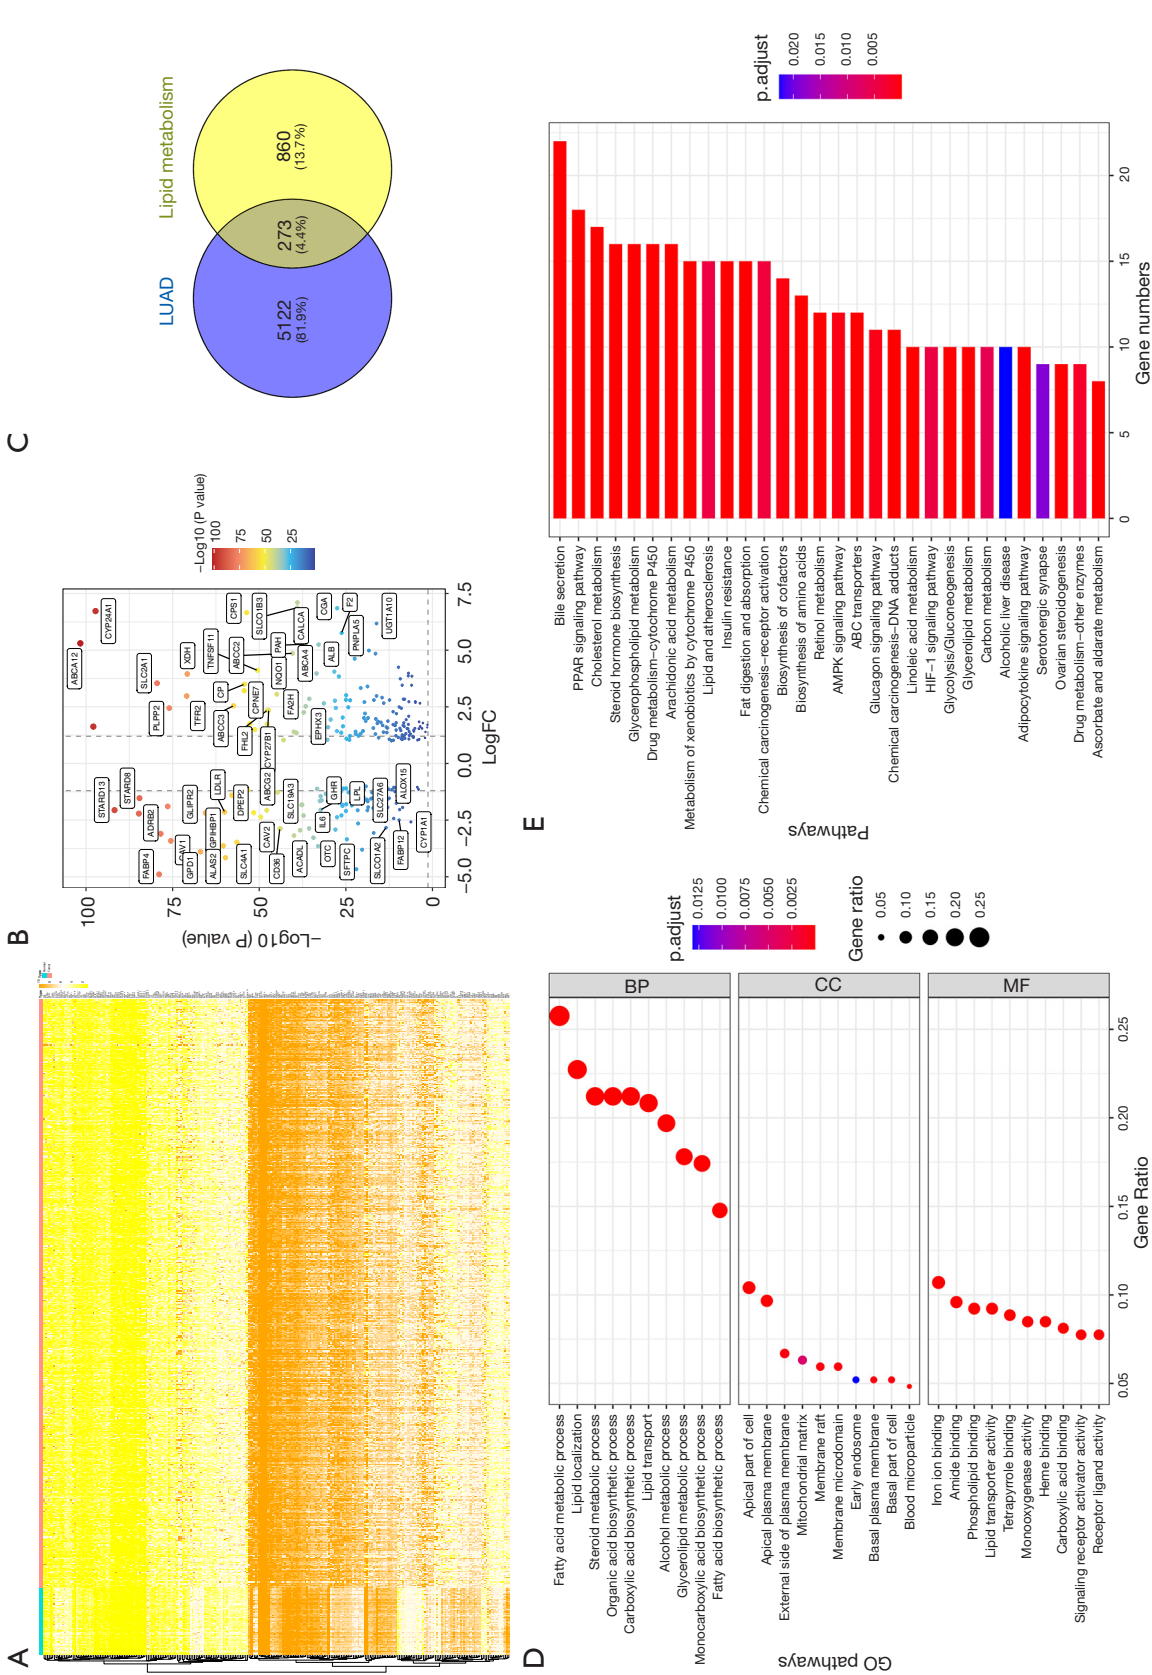 A
B
ABCA12
CYP24A1
STARD13
STARD8
SLC2A1
PLPP2
ADRB2
FABP4
CAV1
GPD1
GLIPR2
XDH
TFR2
TNFSF11
LDLR
GPIHBP1
ALAS2
CP
ABCC3
ABCC2
CPS1
DPEP2
SLC4A1
FHL2
CPNE7
CYP27B1
ABCG2
CAV2
CD36
SLCO1B3
PAH
NQO1
CALCA
ABCA4
FA2H
SLC19A3
ACADL
EPHX3
CGA
ALB
IL6
GHR
OTC
F2
PNPLA5
LPL
SFTPC
SLC27A6
SLCO1A2
UGT1A10
ALOX15
FABP12
CYP1A1
100
75
50
25
0
−Log10 (P value)
−5.0
−2.5
0.0
2.5
5.0
7.5
LogFC
−Log10 (P value)
100
75
50
25
C
LUAD
Lipid metabolism
5122
(81.9%)
273
(4.4%)
860
(13.7%)
D
GO pathways
Fatty acid metabolic process
Lipid localization
Steroid metabolic process
Organic acid biosynthetic process
Carboxylic acid biosynthetic process
Lipid transport
Alcohol metabolic process
Glycerolipid metabolic process
Monocarboxylic acid biosynthetic process
Fatty acid biosynthetic process
BP
Apical part of cell
Apical plasma membrane
External side of plasma membrane
Mitochondrial matrix
Membrane raft
Membrane microdomain
Early endosome
Basal plasma membrane
Basal part of cell
Blood microparticle
CC
Iron ion binding
Amide binding
Phospholipid binding
Lipid transporter activity
Tetrapyrrole binding
Monooxygenase activity
Heme binding
Carboxylic acid binding
Signaling receptor activator activity
Receptor ligand activity
MF
0.05
0.10
0.15
0.20
0.25
Gene Ratio
p.adjust
0.0125
0.0100
0.0075
0.0050
0.0025
Gene ratio
0.05
0.10
0.15
0.20
0.25
E
Pathways
Bile secretion
PPAR signaling pathway
Cholesterol metabolism
Steroid hormone biosynthesis
Glycerophospholipid metabolism
Drug metabolism−cytochrome P450
Arachidonic acid metabolism
Metabolism of xenobiotics by cytochrome P450
Lipid and atherosclerosis
Insulin resistance
Fat digestion and absorption
Chemical carcinogenesis−receptor activation
Biosynthesis of cofactors
Biosynthesis of amino acids
Retinol metabolism
AMPK signaling pathway
ABC transporters
Glucagon signaling pathway
Chemical carcinogenesis−DNA adducts
Linoleic acid metabolism
HIF−1 signaling pathway
Glycolysis/Gluconeogenesis
Glycerolipid metabolism
Carbon metabolism
Alcoholic liver disease
Adipocytokine signaling pathway
Serotonergic synapse
Ovarian steroidogenesis
Drug metabolism−other enzymes
Ascorbate and aldarate metabolism
0
5
10
15
20
Gene numbers
p.adjust
0.020
0.015
0.010
0.005